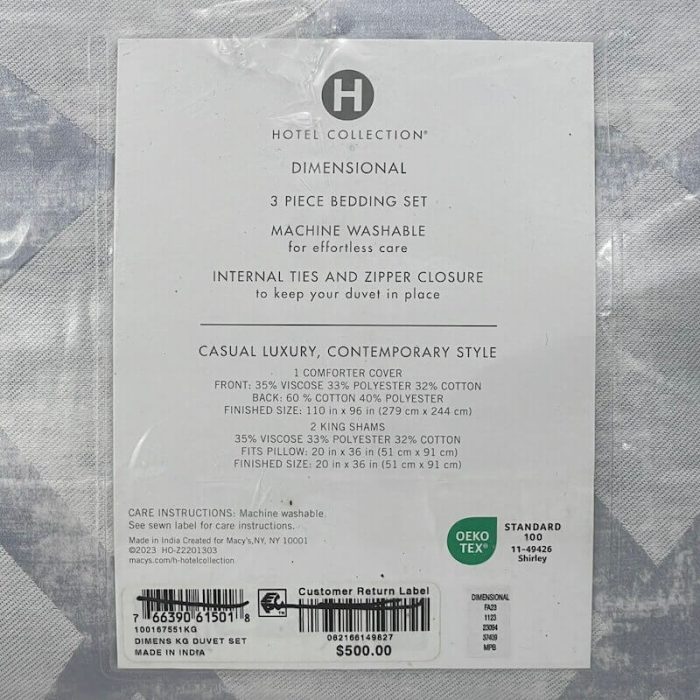 H
HOTEL COLLECTION®
DIMENSIONAL
3 PIECE BEDDING SET
MACHINE WASHABLE
for effortless care
INTERNAL TIES AND ZIPPER CLOSURE
to keep your duvet in place
CASUAL LUXURY, CONTEMPORARY STYLE
1 COMFORTER COVER
FRONT: 35% VISCOSE 33% POLYESTER 32% COTTON
BACK: 60 % COTTON 40% POLYESTER
FINISHED SIZE: 110 in x 96 in (279 cm x 244 cm)
2 KING SHAMS
35% VISCOSE 33% POLYESTER 32% COTTON
FITS PILLOW: 20 in x 36 in (51 cm x 91 cm)
FINISHED SIZE: 20 in x 36 in (51 cm x 91 cm)
CARE INSTRUCTIONS: Machine washable.
See sewn label for care instructions.
Made in India Created for Macy's,NY, NY 10001
©2023 HO-Z2201303
macys.com/h-hotelcollection
OEKO
TEX®
STANDARD
100
11-49426
Shirley
7 66390 61501 8
100167551KG
DIMENS KG DUVET SET
MADE IN INDIA
Customer Return Label
TM
082166149827
$500.00
DIMENSIONAL
FA23
1123
23094
37409
MPB